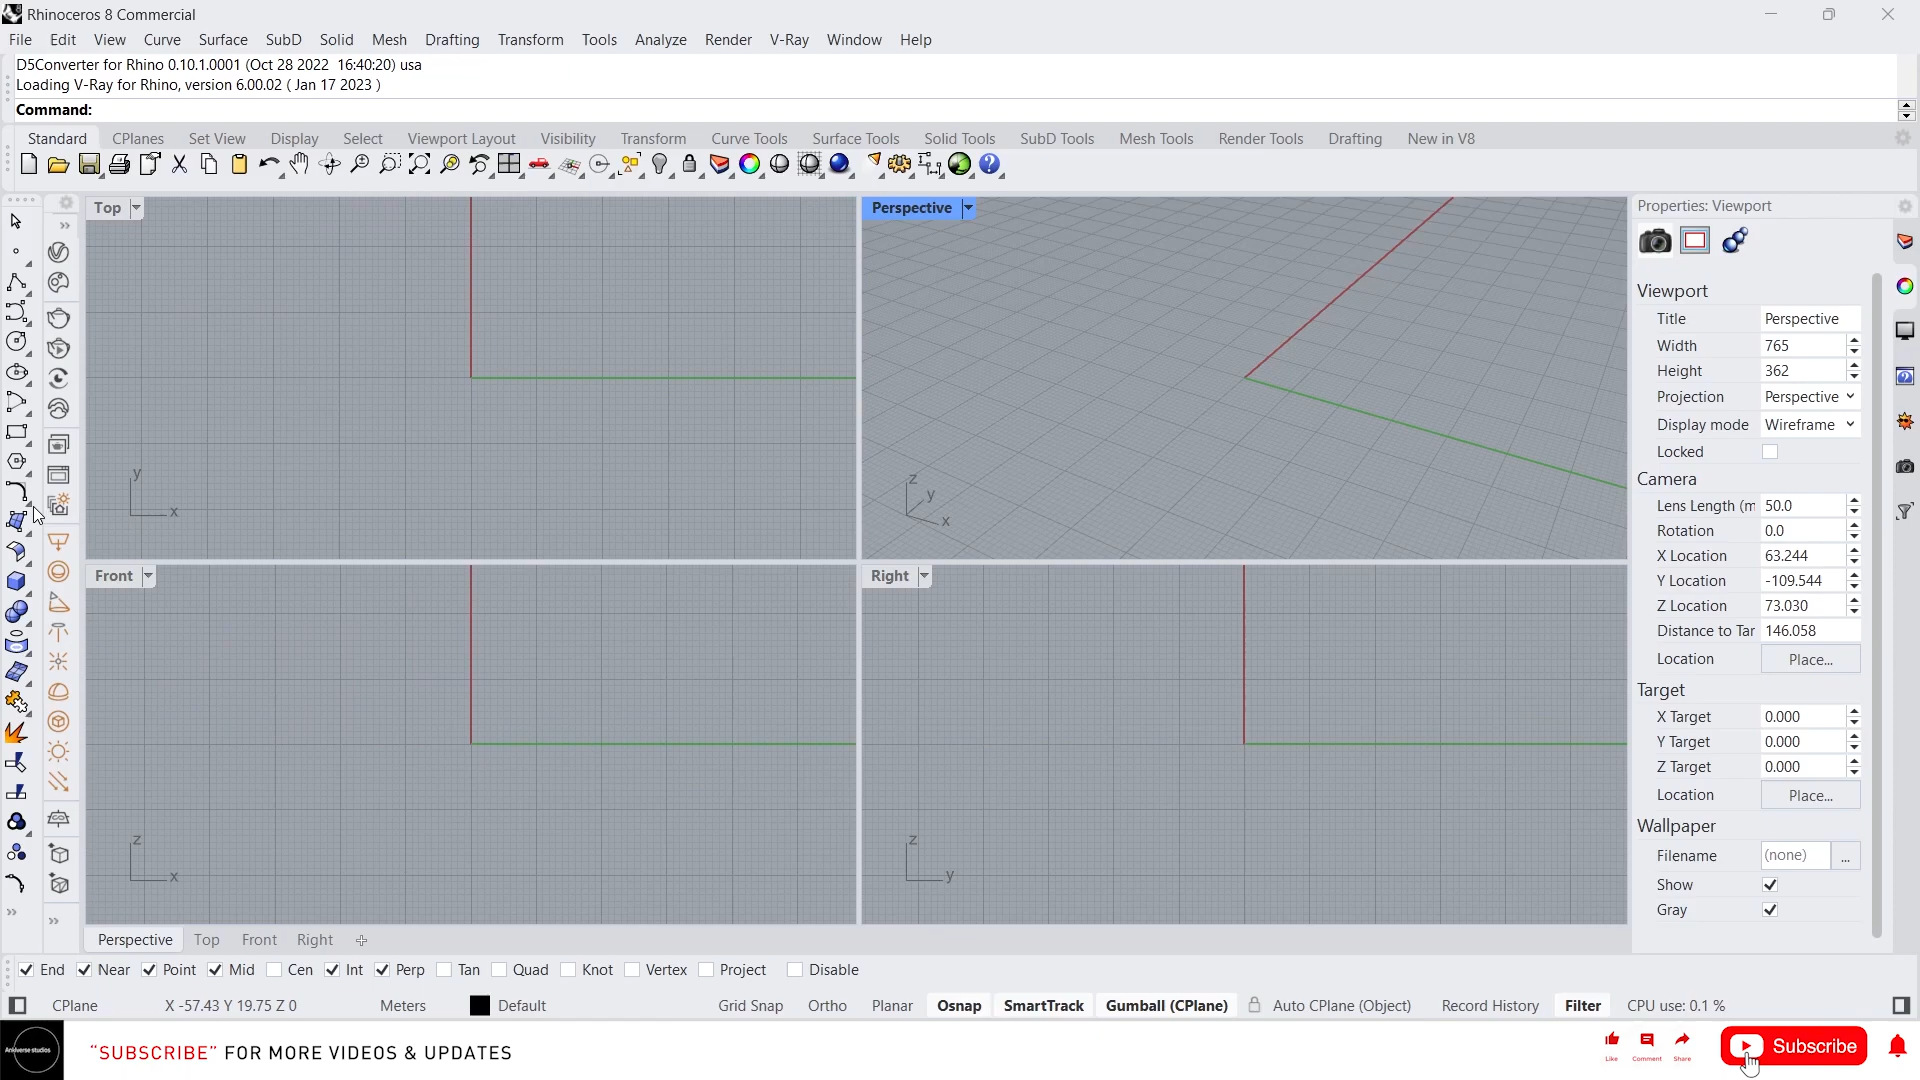 Rhinoceros 8 Commercial
File Edit View Curve Surface SubD Solid Mesh Drafting Transform Tools Analyze Render V-Ray Window Help
D5Converter for Rhino 0.10.1.0001 (Oct 28 2022 16:40:20) usa
Loading V-Ray for Rhino, version 6.00.02 ( Jan 17 2023 )
Command:
Standard CPlanes Set View Display Select Viewport Layout Visibility Transform Curve Tools Surface Tools Solid Tools SubD Tools Mesh Tools Render Tools Drafting New in V8
Top
y
x
Perspective
z
y
x
Front
z
x
Right
z
y
Properties: Viewport
Viewport
Title Perspective
Width 765
Height 362
Projection Perspective
Display mode Wireframe
Locked
Camera
Lens Length (m 50.0
Rotation 0.0
X Location 63.244
Y Location -109.544
Z Location 73.030
Distance to Tar 146.058
Location Place...
Target
X Target 0.000
Y Target 0.000
Z Target 0.000
Location Place...
Wallpaper
Filename (none) ...
Show
Gray
Perspective Top Front Right
End Near Point Mid Cen Int Perp Tan Quad Knot Vertex Project Disable
CPlane X -57.43 Y 19.75 Z 0 Meters Default Grid Snap Ortho Planar Osnap SmartTrack Gumball (CPlane) Auto CPlane (Object) Record History Filter CPU use: 0.1 %
"SUBSCRIBE" FOR MORE VIDEOS & UPDATES
Like Comment Share
Subscribe